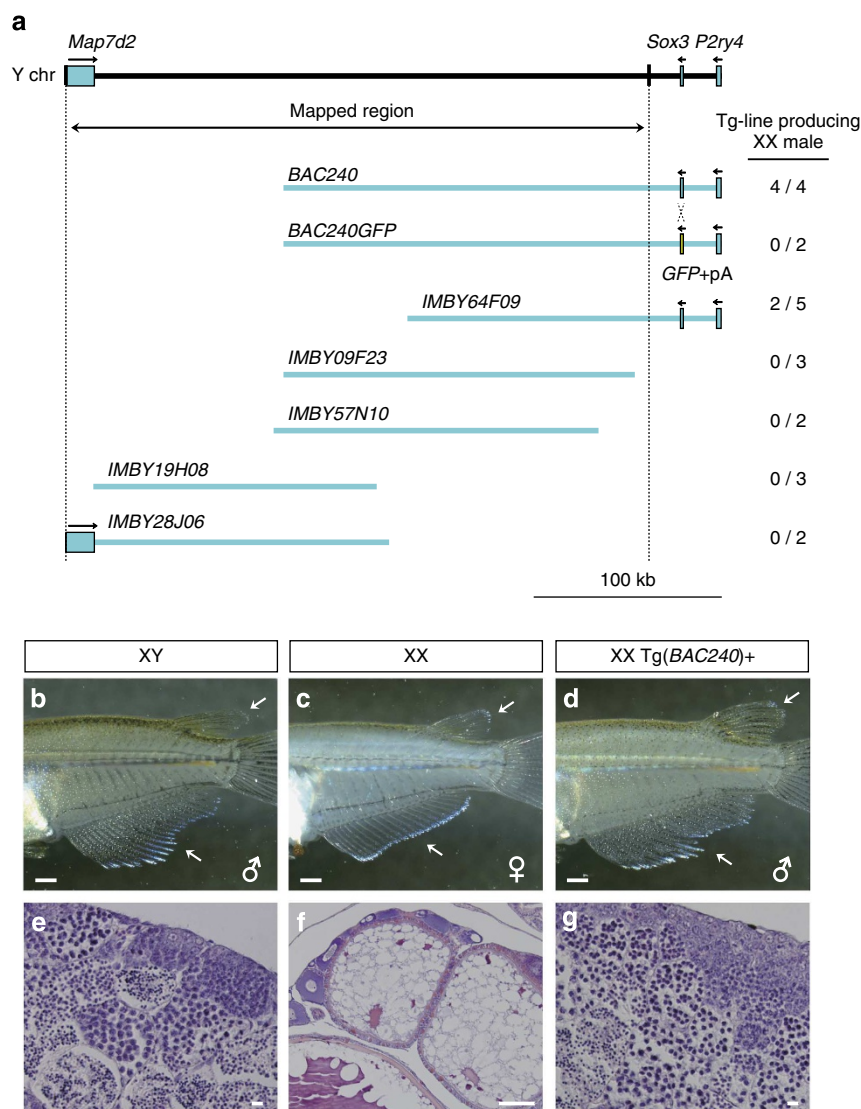 a
Map7d2
Sox3 P2ry4
Y chr
Mapped region
Tg-line producing
XX male
BAC240
4 / 4
BAC240GFP
0 / 2
GFP+pA
IMBY64F09
2 / 5
IMBY09F23
0 / 3
IMBY57N10
0 / 2
IMBY19H08
0 / 3
IMBY28J06
0 / 2
100 kb
XY
XX
XX Tg(BAC240)+
b
♂
c
♀
d
♂
e
f
g